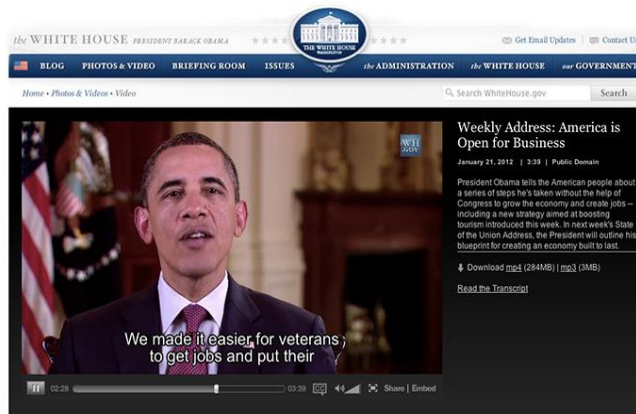 the WHITE HOUSE PRESIDENT BARACK OBAMA
THE WHITE HOUSE
WASHINGTON
Get Email Updates
Contact Us
BLOG PHOTOS & VIDEO BRIEFING ROOM ISSUES the ADMINISTRATION the WHITE HOUSE our GOVERNMENT
Home • Photos & Videos • Video
Search WhiteHouse.gov
Search
WH
.GOV
Weekly Address: America is
Open for Business
January 21, 2012 | 3:39 | Public Domain
President Obama tells the American people about
a series of steps he's taken without the help of
Congress to grow the economy and create jobs --
including a new strategy aimed at boosting
tourism introduced this week. In next week's State
of the Union Address, the President will outline his
blueprint for creating an economy built to last.
Download mp4 (284MB) | mp3 (3MB)
Read the Transcript
We made it easier for veterans
to get jobs and put their
02:26
03:39
CC
Share | Embed